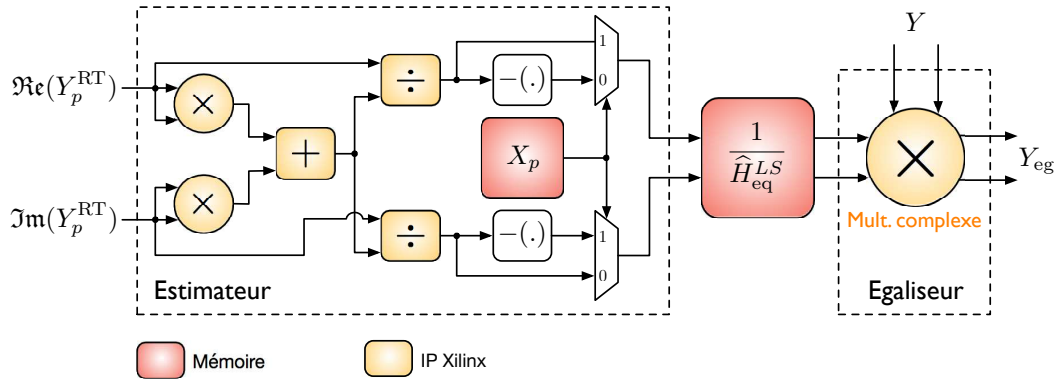 ℜe(Y_p^RT)
ℑm(Y_p^RT)
×
×
+
÷
÷
−(.)
−(.)
1
0
X_p
1
0
1 / Ĥ_eq^LS
Y
×
Mult. complexe
Y_eg
Estimateur
Egaliseur
Mémoire
IP Xilinx